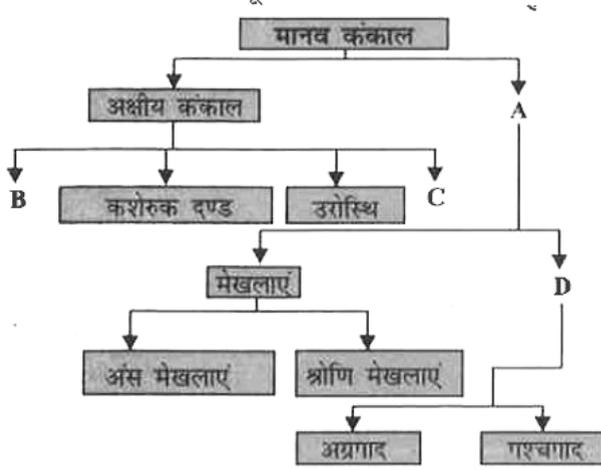 मानव कंकाल
अक्षीय कंकाल
A
B
कशेरुक दण्ड
उरोस्थि
C
मेखलाएं
D
अंस मेखलाएं
श्रोणि मेखलाएं
अग्रपाद
पश्चपाद